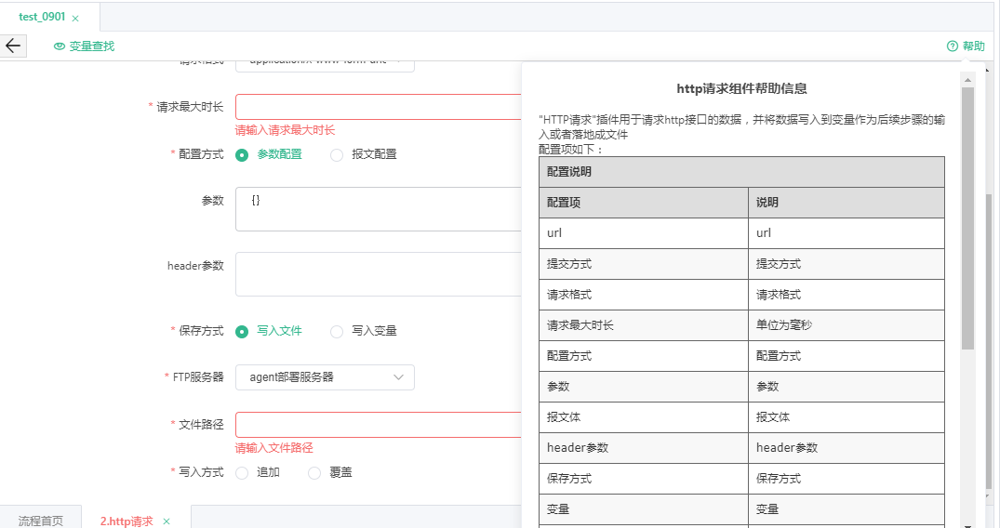 test_0901 ×
变量查找
帮助
请求格式 application/x-www-form-url
* 请求最大时长
请输入请求最大时长
* 配置方式 参数配置 报文配置
参数 {}
header参数
* 保存方式 写入文件 写入变量
* FTP服务器 agent部署服务器
* 文件路径
请输入文件路径
* 写入方式 追加 覆盖
流程首页 2.http请求 ×
http请求组件帮助信息
"HTTP请求"插件用于请求http接口的数据，并将数据写入到变量作为后续步骤的输
入或者落地成文件
配置项如下：
配置说明
配置项 说明
url url
提交方式 提交方式
请求格式 请求格式
请求最大时长 单位为毫秒
配置方式 配置方式
参数 参数
报文体 报文体
header参数 header参数
保存方式 保存方式
变量 变量